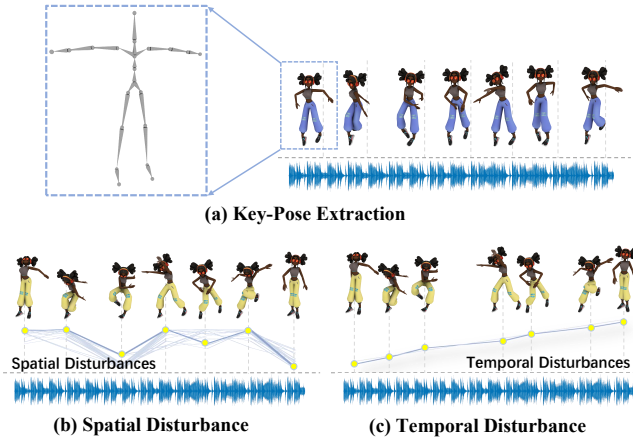 (a) Key-Pose Extraction
Spatial Disturbances
Temporal Disturbances
(b) Spatial Disturbance
(c) Temporal Disturbance